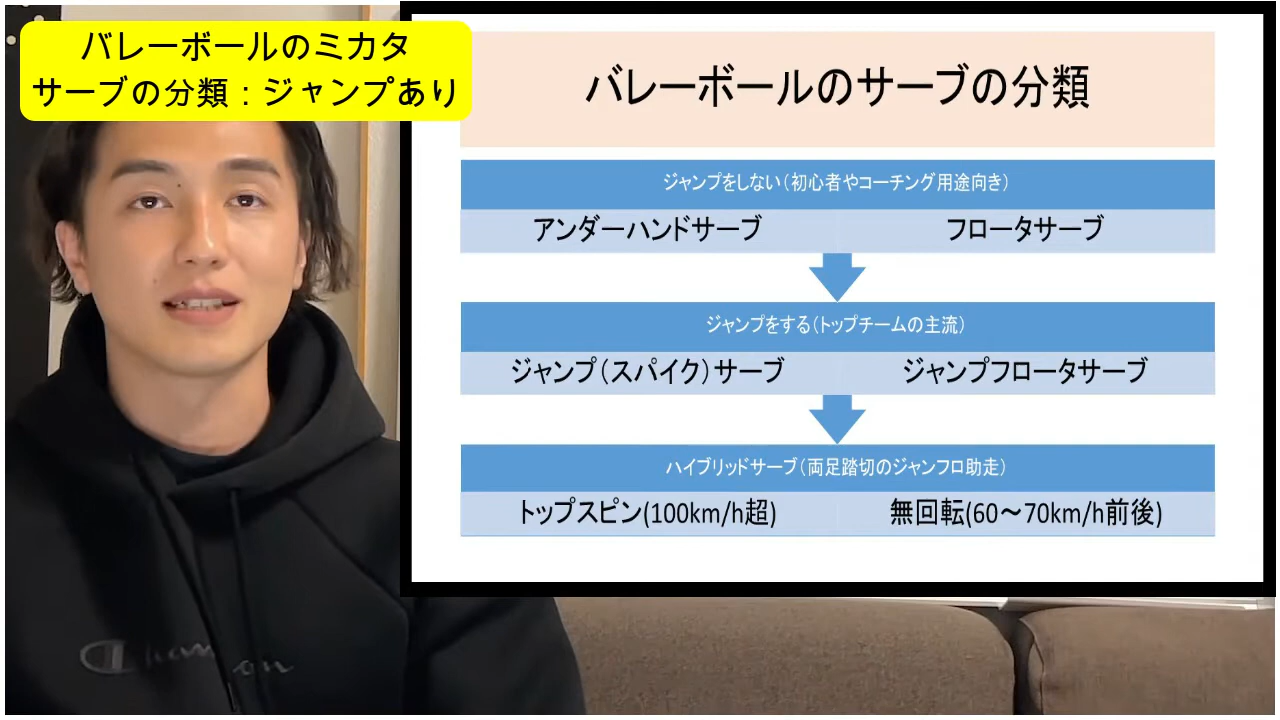 バレーボールのミカタ
サーブの分類：ジャンプあり
バレーボールのサーブの分類
ジャンプをしない（初心者やコーチング用途向き）
アンダーハンドサーブ
フロータサーブ
ジャンプをする（トップチームの主流）
ジャンプ（スパイク）サーブ
ジャンプフロータサーブ
ハイブリッドサーブ（両足踏切のジャンフロ助走）
トップスピン(100km/h超)
無回転(60～70km/h前後)
Champion